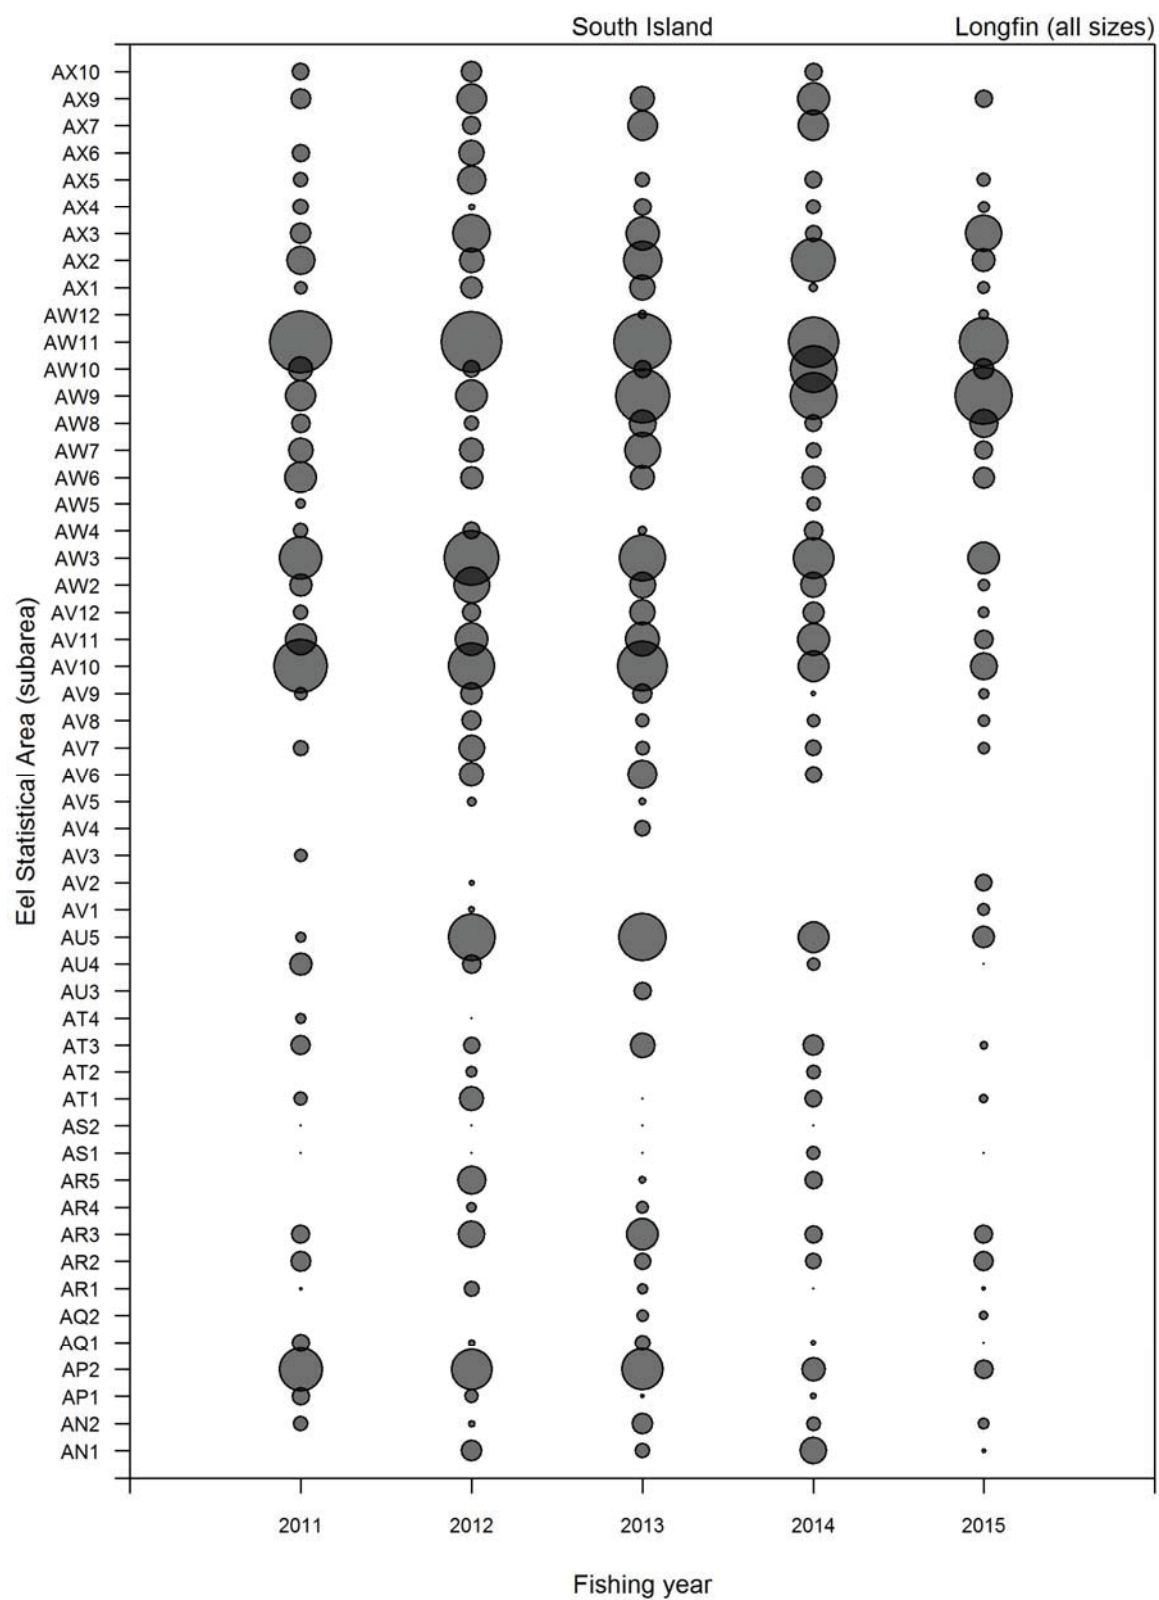 South Island Longfin (all sizes)
AX10
AX9
AX7
AX6
AX5
AX4
AX3
AX2
AX1
AW12
AW11
AW10
AW9
AW8
AW7
AW6
AW5
AW4
AW3
AW2
AV12
AV11
AV10
AV9
AV8
AV7
AV6
AV5
AV4
AV3
AV2
AV1
AU5
AU4
AU3
AT4
AT3
AT2
AT1
AS2
AS1
AR5
AR4
AR3
AR2
AR1
AQ2
AQ1
AP2
AP1
AN2
AN1
Eel Statistical Area (subarea)
2011 2012 2013 2014 2015
Fishing year